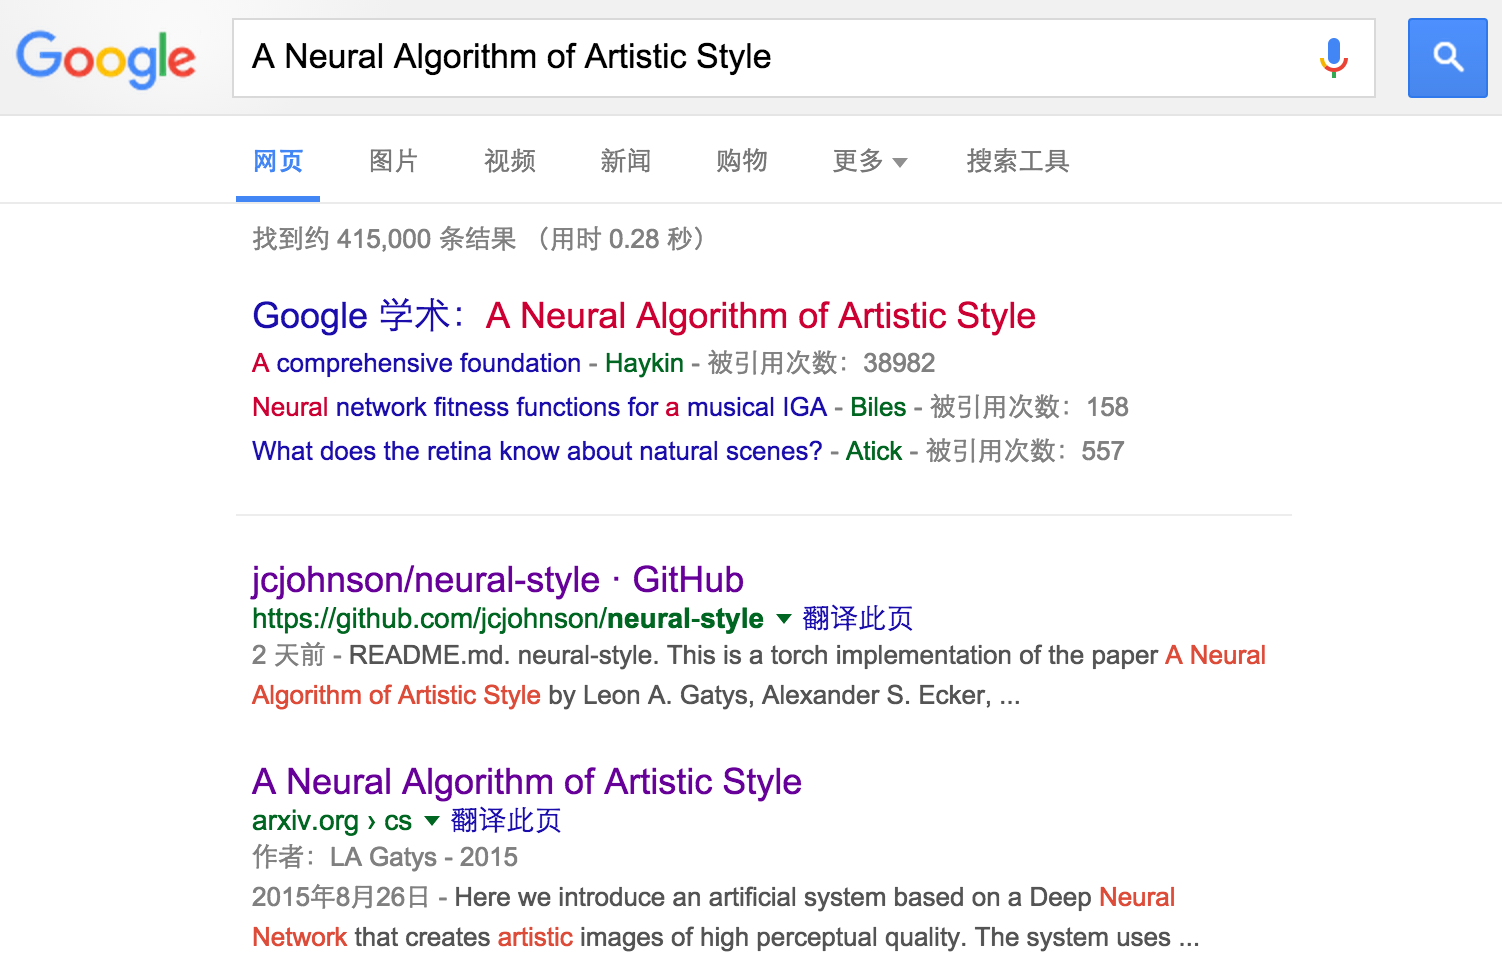 Google A Neural Algorithm of Artistic Style
网页 图片 视频 新闻 购物 更多 搜索工具
找到约 415,000 条结果 （用时 0.28 秒）
Google 学术：A Neural Algorithm of Artistic Style
A comprehensive foundation - Haykin - 被引用次数：38982
Neural network fitness functions for a musical IGA - Biles - 被引用次数：158
What does the retina know about natural scenes? - Atick - 被引用次数：557
jcjohnson/neural-style · GitHub
https://github.com/jcjohnson/neural-style 翻译此页
2 天前 - README.md. neural-style. This is a torch implementation of the paper A Neural
Algorithm of Artistic Style by Leon A. Gatys, Alexander S. Ecker, ...
A Neural Algorithm of Artistic Style
arxiv.org › cs 翻译此页
作者：LA Gatys - 2015
2015年8月26日 - Here we introduce an artificial system based on a Deep Neural
Network that creates artistic images of high perceptual quality. The system uses ...